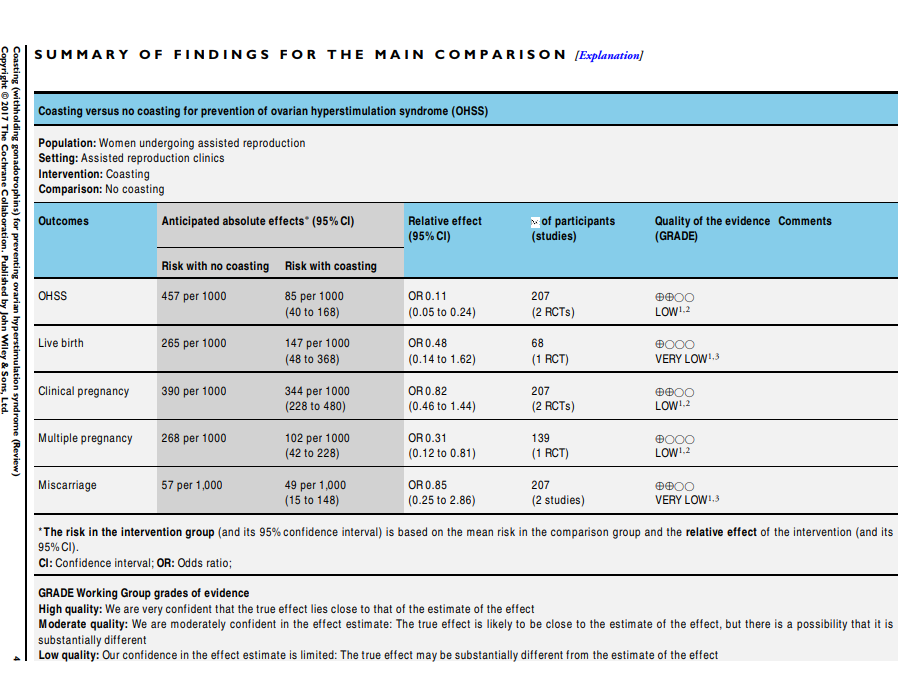 SUMMARY OF FINDINGS FOR THE MAIN COMPARISON [Explanation]
Coasting versus no coasting for prevention of ovarian hyperstimulation syndrome (OHSS)
Population: Women undergoing assisted reproduction
Setting: Assisted reproduction clinics
Intervention: Coasting
Comparison: No coasting
Outcomes Anticipated absolute effects* (95% CI) Relative effect of participants Quality of the evidence Comments
(95% CI) (studies) (GRADE)
Risk with no coasting Risk with coasting
OHSS 457 per 1000 85 per 1000 OR 0.11 207 ⊕⊕○○
(40 to 168) (0.05 to 0.24) (2 RCTs) LOW1,2
Live birth 265 per 1000 147 per 1000 OR 0.48 68 ⊕○○○
(48 to 368) (0.14 to 1.62) (1 RCT) VERY LOW1,3
Clinical pregnancy 390 per 1000 344 per 1000 OR 0.82 207 ⊕⊕○○
(228 to 480) (0.46 to 1.44) (2 RCTs) LOW1,2
Multiple pregnancy 268 per 1000 102 per 1000 OR 0.31 139 ⊕○○○
(42 to 228) (0.12 to 0.81) (1 RCT) LOW1,2
Miscarriage 57 per 1,000 49 per 1,000 OR 0.85 207 ⊕⊕○○
(15 to 148) (0.25 to 2.86) (2 studies) VERY LOW1,3
*The risk in the intervention group (and its 95% confidence interval) is based on the mean risk in the comparison group and the relative effect of the intervention (and its
95% CI).
CI: Confidence interval; OR: Odds ratio;
GRADE Working Group grades of evidence
High quality: We are very confident that the true effect lies close to that of the estimate of the effect
Moderate quality: We are moderately confident in the effect estimate: The true effect is likely to be close to the estimate of the effect, but there is a possibility that it is
substantially different
Low quality: Our confidence in the effect estimate is limited: The true effect may be substantially different from the estimate of the effect
Coasting (withholding gonadotrophins) for preventing ovarian hyperstimulation syndrome (Review)
Copyright © 2017 The Cochrane Collaboration. Published by John Wiley & Sons, Ltd.
4